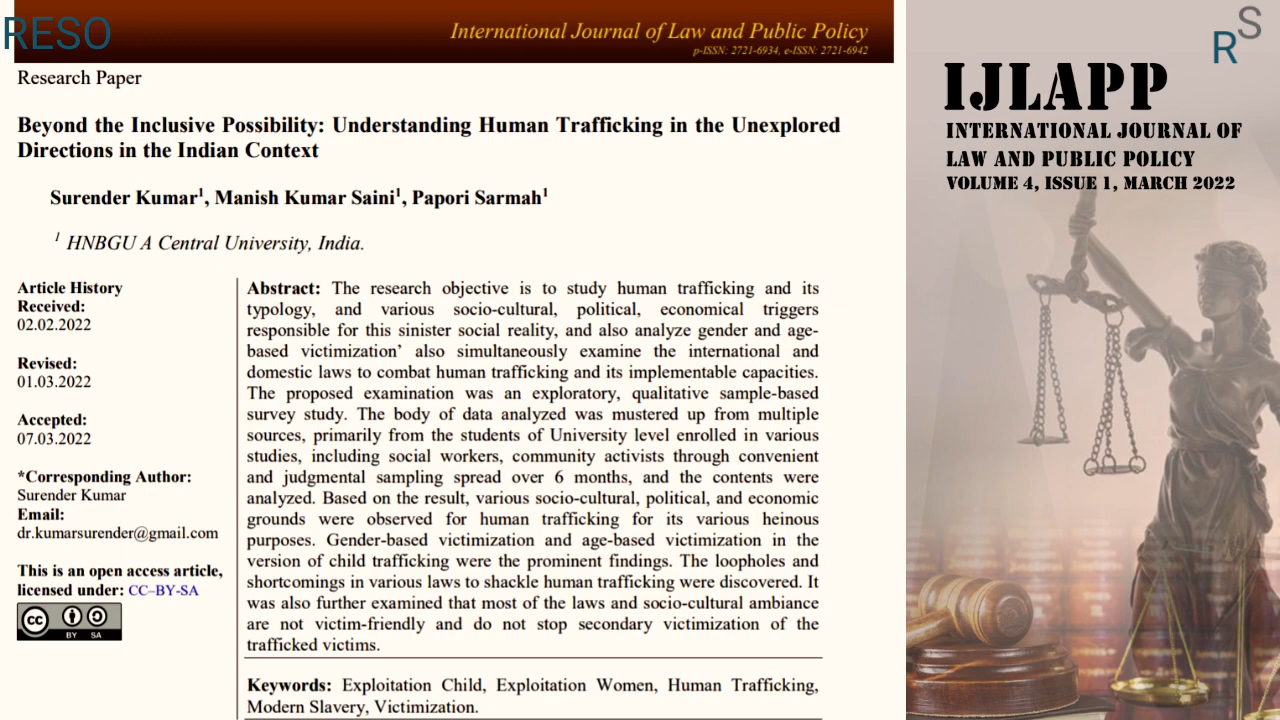 RESO
International Journal of Law and Public Policy
p-ISSN: 2721-6934, e-ISSN: 2721-6942
Research Paper
Beyond the Inclusive Possibility: Understanding Human Trafficking in the Unexplored
Directions in the Indian Context
Surender Kumar1, Manish Kumar Saini1, Papori Sarmah1
1 HNBGU A Central University, India.
Article History
Received:
02.02.2022
Revised:
01.03.2022
Accepted:
07.03.2022
*Corresponding Author:
Surender Kumar
Email:
dr.kumarsurender@gmail.com
This is an open access article,
licensed under: CC–BY-SA
cc
BY SA
Abstract: The research objective is to study human trafficking and its
typology, and various socio-cultural, political, economical triggers
responsible for this sinister social reality, and also analyze gender and age-
based victimization’ also simultaneously examine the international and
domestic laws to combat human trafficking and its implementable capacities.
The proposed examination was an exploratory, qualitative sample-based
survey study. The body of data analyzed was mustered up from multiple
sources, primarily from the students of University level enrolled in various
studies, including social workers, community activists through convenient
and judgmental sampling spread over 6 months, and the contents were
analyzed. Based on the result, various socio-cultural, political, and economic
grounds were observed for human trafficking for its various heinous
purposes. Gender-based victimization and age-based victimization in the
version of child trafficking were the prominent findings. The loopholes and
shortcomings in various laws to shackle human trafficking were discovered. It
was also further examined that most of the laws and socio-cultural ambiance
are not victim-friendly and do not stop secondary victimization of the
trafficked victims.
Keywords: Exploitation Child, Exploitation Women, Human Trafficking,
Modern Slavery, Victimization.
RS
IJLAPP
INTERNATIONAL JOURNAL OF
LAW AND PUBLIC POLICY
VOLUME 4, ISSUE 1, MARCH 2022